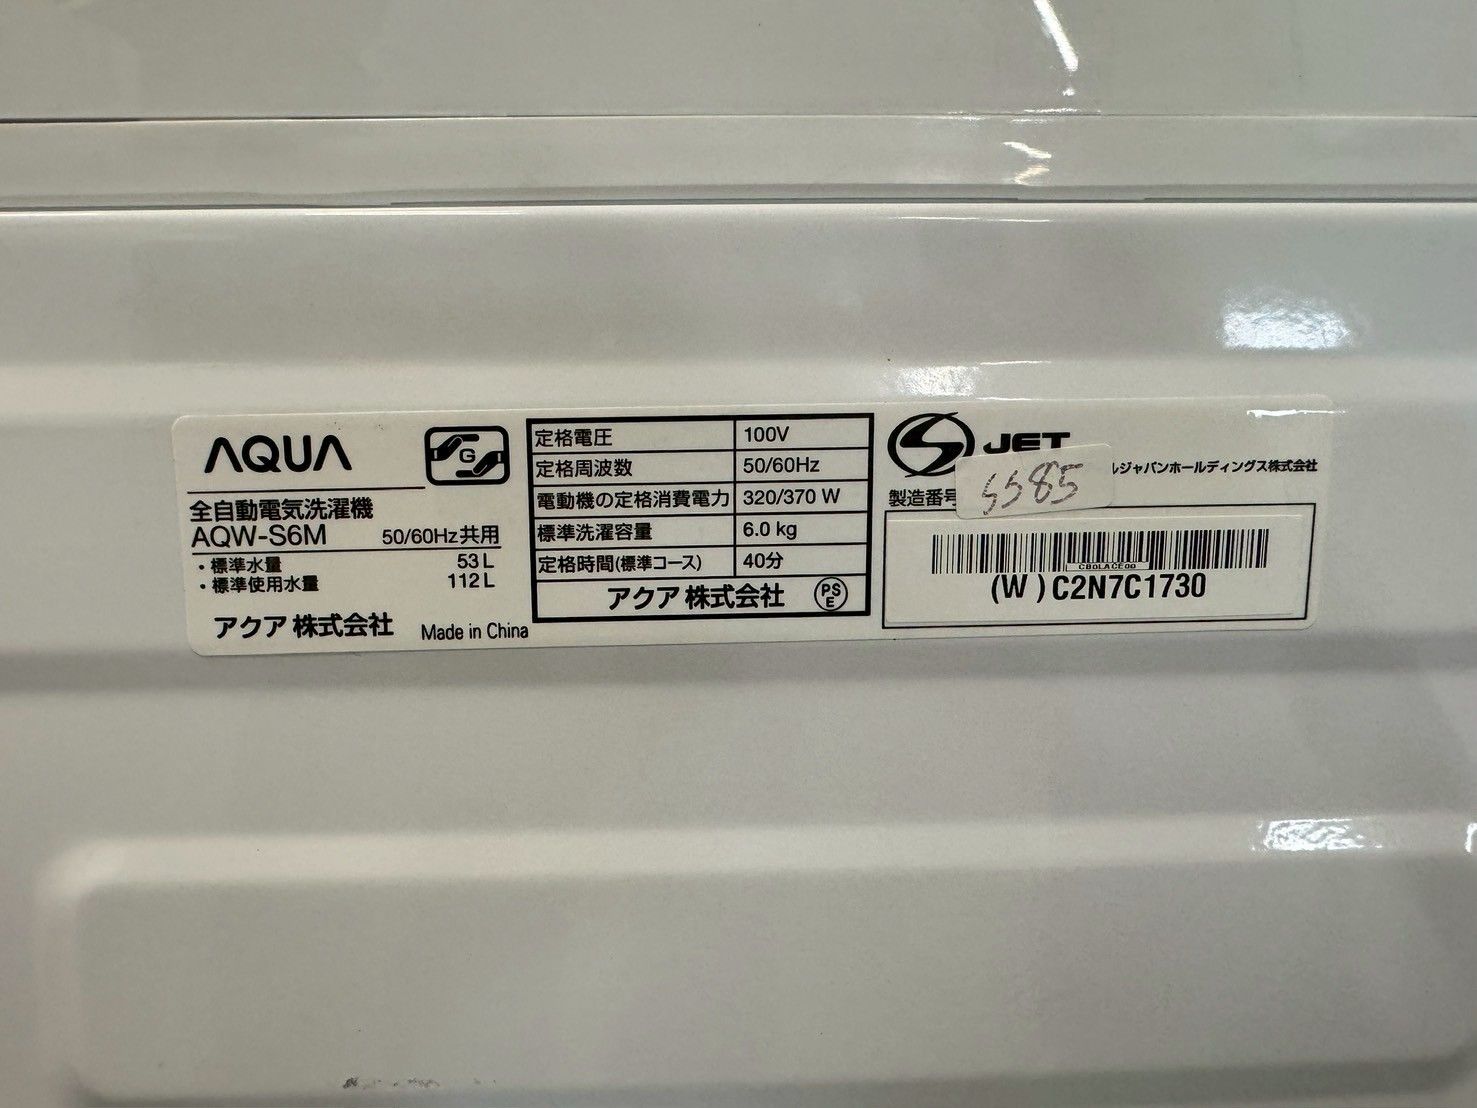 AQUA
G
全自動電気洗濯機
AQW-S6M 50/60Hz共用
・標準水量 53L
・標準使用水量 112L
アクア株式会社 Made in China
定格電圧 100V
定格周波数 50/60Hz
電動機の定格消費電力 320/370 W
標準洗濯容量 6.0 kg
定格時間(標準コース) 40分
アクア株式会社 PSE
S JET
ルジャパンホールディングス株式会社
製造番号
5585
CB0LACE00
(W)C2N7C1730